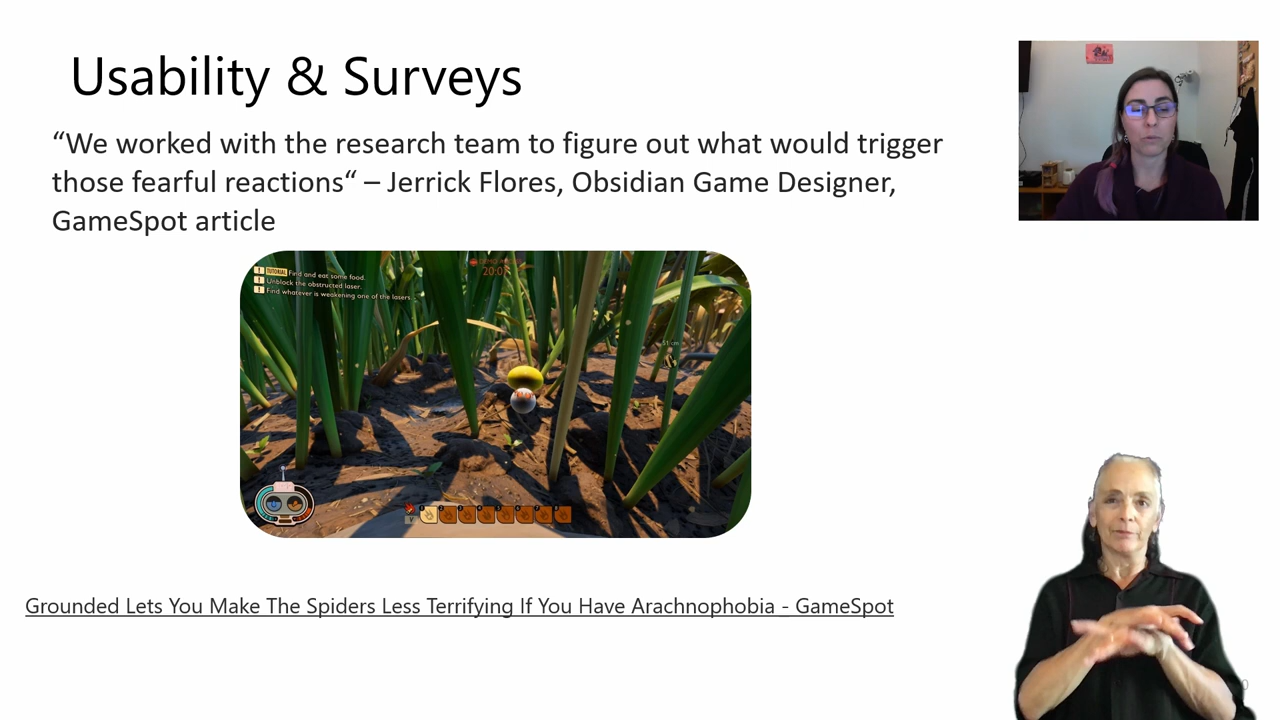 Usability & Surveys
“We worked with the research team to figure out what would trigger
those fearful reactions“ – Jerrick Flores, Obsidian Game Designer,
GameSpot article
TUTORIAL Find and eat some food.
Unblock the obstructed laser.
Find whatever is weakening one of the lasers.
51 cm
Grounded Lets You Make The Spiders Less Terrifying If You Have Arachnophobia - GameSpot